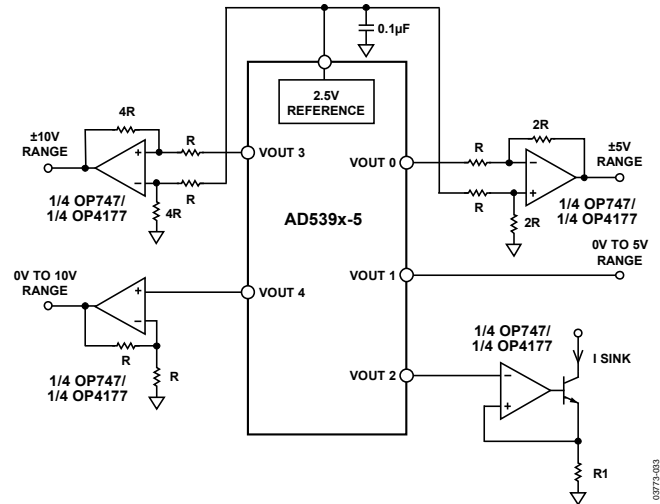 0.1µF
2.5V
REFERENCE
4R
±10V
RANGE
R
+
–
VOUT 3
R
1/4 OP747/
1/4 OP4177
4R
VOUT 0
R
2R
–
+
±5V
RANGE
R
2R
1/4 OP747/
1/4 OP4177
AD539x-5
0V TO 5V
RANGE
VOUT 1
0V TO 10V
RANGE
+
–
VOUT 4
R
R
1/4 OP747/
1/4 OP4177
1/4 OP747/
1/4 OP4177
I SINK
VOUT 2
–
+
R1
03773-033